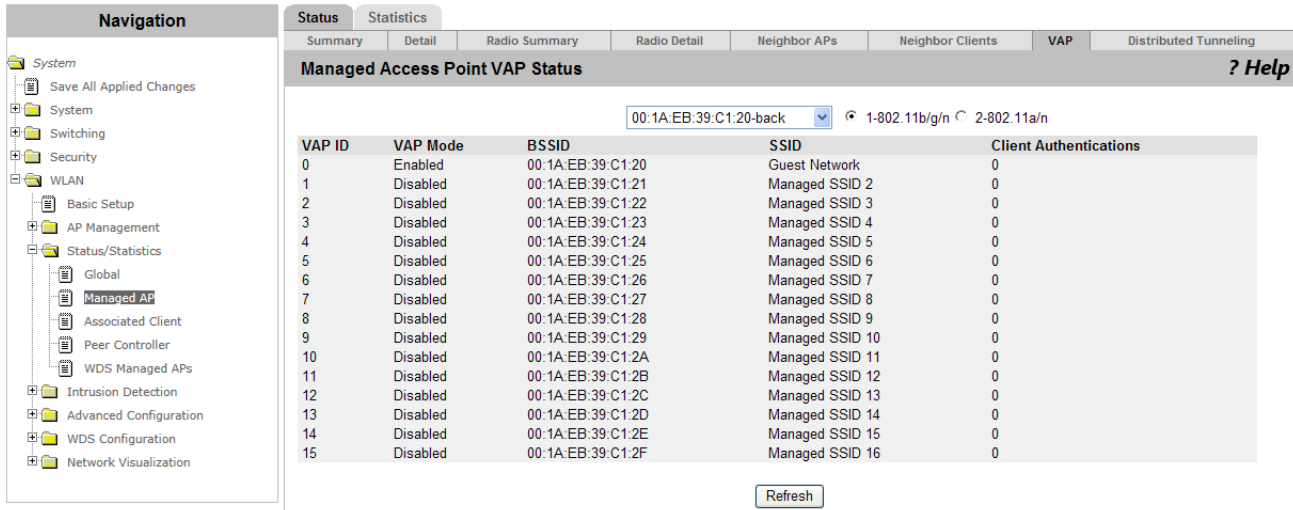 Navigation
System
Save All Applied Changes
System
Switching
Security
WLAN
Basic Setup
AP Management
Status/Statistics
Global
Managed AP
Associated Client
Peer Controller
WDS Managed APs
Intrusion Detection
Advanced Configuration
WDS Configuration
Network Visualization
Status Statistics
Summary Detail Radio Summary Radio Detail Neighbor APs Neighbor Clients VAP Distributed Tunneling
Managed Access Point VAP Status ? Help
00:1A:EB:39:C1:20-back 1-802.11b/g/n 2-802.11a/n
VAP ID VAP Mode BSSID SSID Client Authentications
0 Enabled 00:1A:EB:39:C1:20 Guest Network 0
1 Disabled 00:1A:EB:39:C1:21 Managed SSID 2 0
2 Disabled 00:1A:EB:39:C1:22 Managed SSID 3 0
3 Disabled 00:1A:EB:39:C1:23 Managed SSID 4 0
4 Disabled 00:1A:EB:39:C1:24 Managed SSID 5 0
5 Disabled 00:1A:EB:39:C1:25 Managed SSID 6 0
6 Disabled 00:1A:EB:39:C1:26 Managed SSID 7 0
7 Disabled 00:1A:EB:39:C1:27 Managed SSID 8 0
8 Disabled 00:1A:EB:39:C1:28 Managed SSID 9 0
9 Disabled 00:1A:EB:39:C1:29 Managed SSID 10 0
10 Disabled 00:1A:EB:39:C1:2A Managed SSID 11 0
11 Disabled 00:1A:EB:39:C1:2B Managed SSID 12 0
12 Disabled 00:1A:EB:39:C1:2C Managed SSID 13 0
13 Disabled 00:1A:EB:39:C1:2D Managed SSID 14 0
14 Disabled 00:1A:EB:39:C1:2E Managed SSID 15 0
15 Disabled 00:1A:EB:39:C1:2F Managed SSID 16 0
Refresh